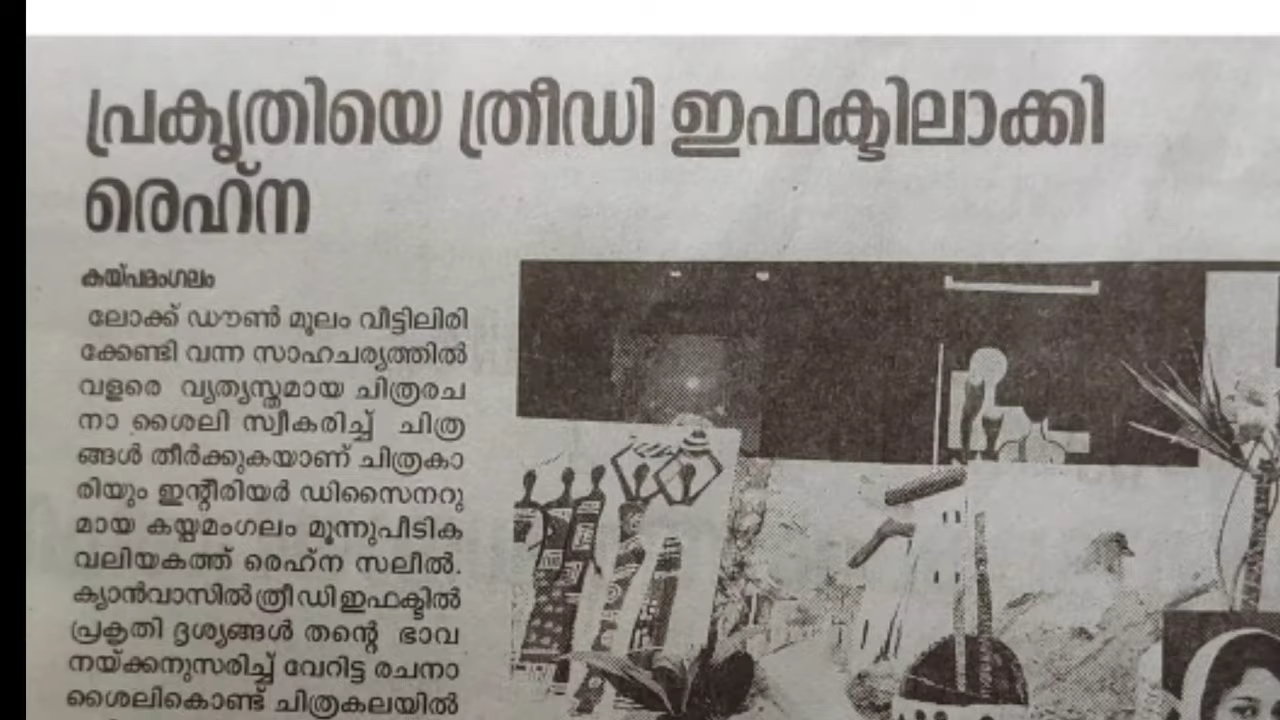 പ്രകൃതിയെ ത്രീഡി ഇഫക്ടിലാക്കി
രെഹ്ന
കയ്പമംഗലം
ലോക്ക് ഡൗൺ മൂലം വീട്ടിലിരി
ക്കേണ്ടി വന്ന സാഹചര്യത്തിൽ
വളരെ വ്യത്യസ്തമായ ചിത്രരച
നാ ശൈലി സ്വീകരിച്ച് ചിത്ര
ങ്ങൾ തീർക്കുകയാണ് ചിത്രകാ
രിയും ഇന്റീരിയർ ഡിസൈനറു
മായ കയ്പമംഗലം മൂന്നുപീടിക
വലിയകത്ത് രെഹ്ന സലീൽ.
ക്യാൻവാസിൽ ത്രീ ഡി ഇഫക്ടിൽ
പ്രകൃതി ദൃശ്യങ്ങൾ തന്റെ ഭാവ
നയ്ക്കനുസരിച്ച് വേറിട്ട രചനാ
ശൈലികൊണ്ട് ചിത്രകലയിൽ